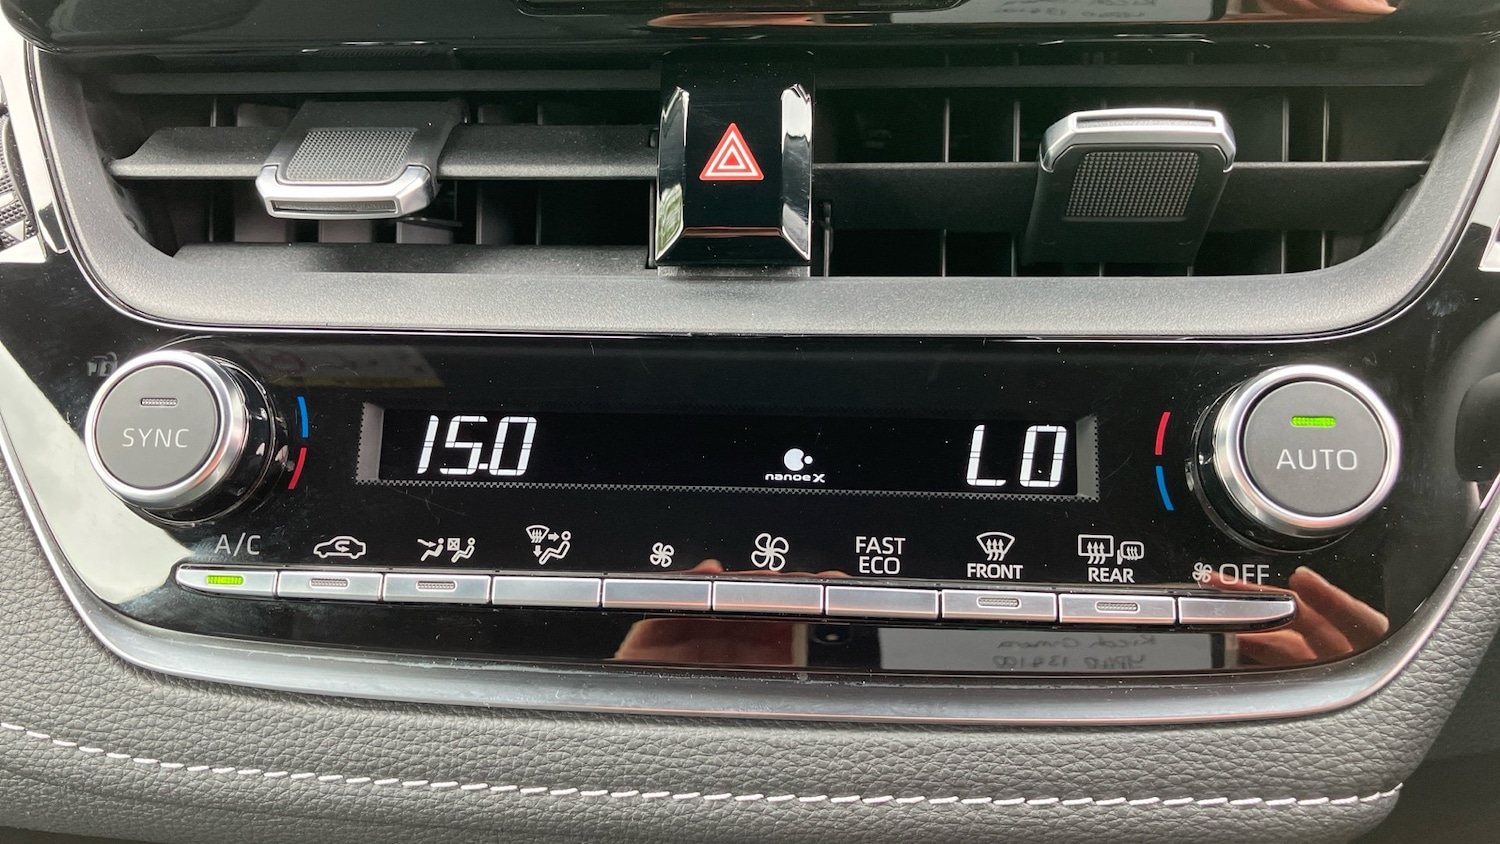 SYNC
15.0
nanoe X
LO
AUTO
A/C
FAST
ECO
FRONT
REAR
OFF